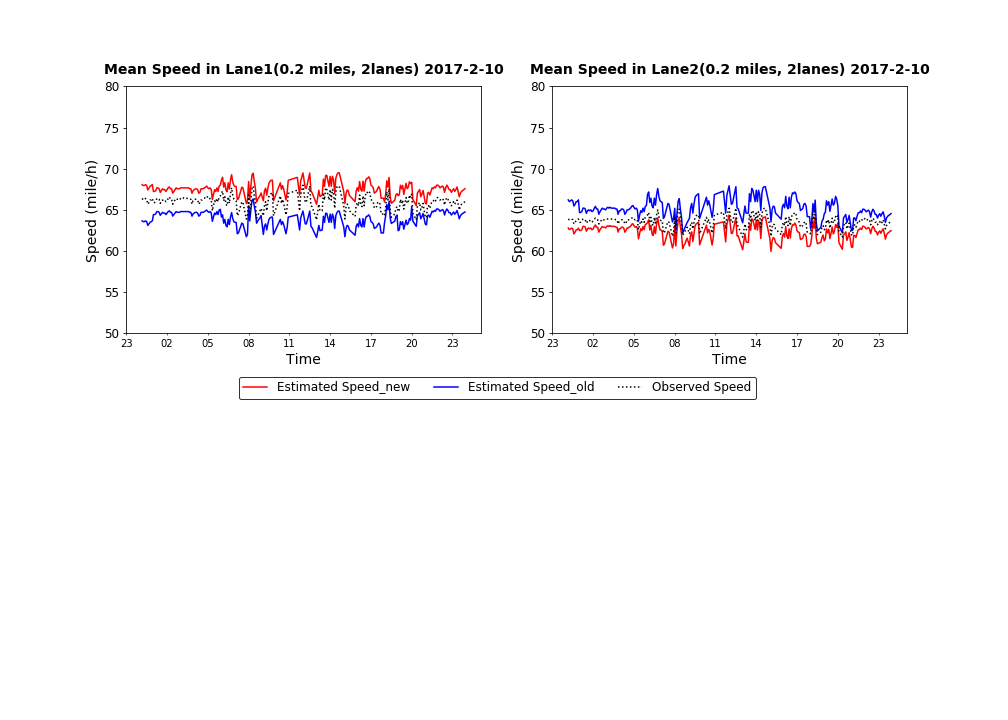 Mean Speed in Lane1(0.2 miles, 2lanes) 2017-2-10
80
75
70
65
60
55
50
Speed (mile/h)
23 02 05 08 11 14 17 20 23
Time
Mean Speed in Lane2(0.2 miles, 2lanes) 2017-2-10
80
75
70
65
60
55
50
Speed (mile/h)
23 02 05 08 11 14 17 20 23
Time
Estimated Speed_new Estimated Speed_old Observed Speed